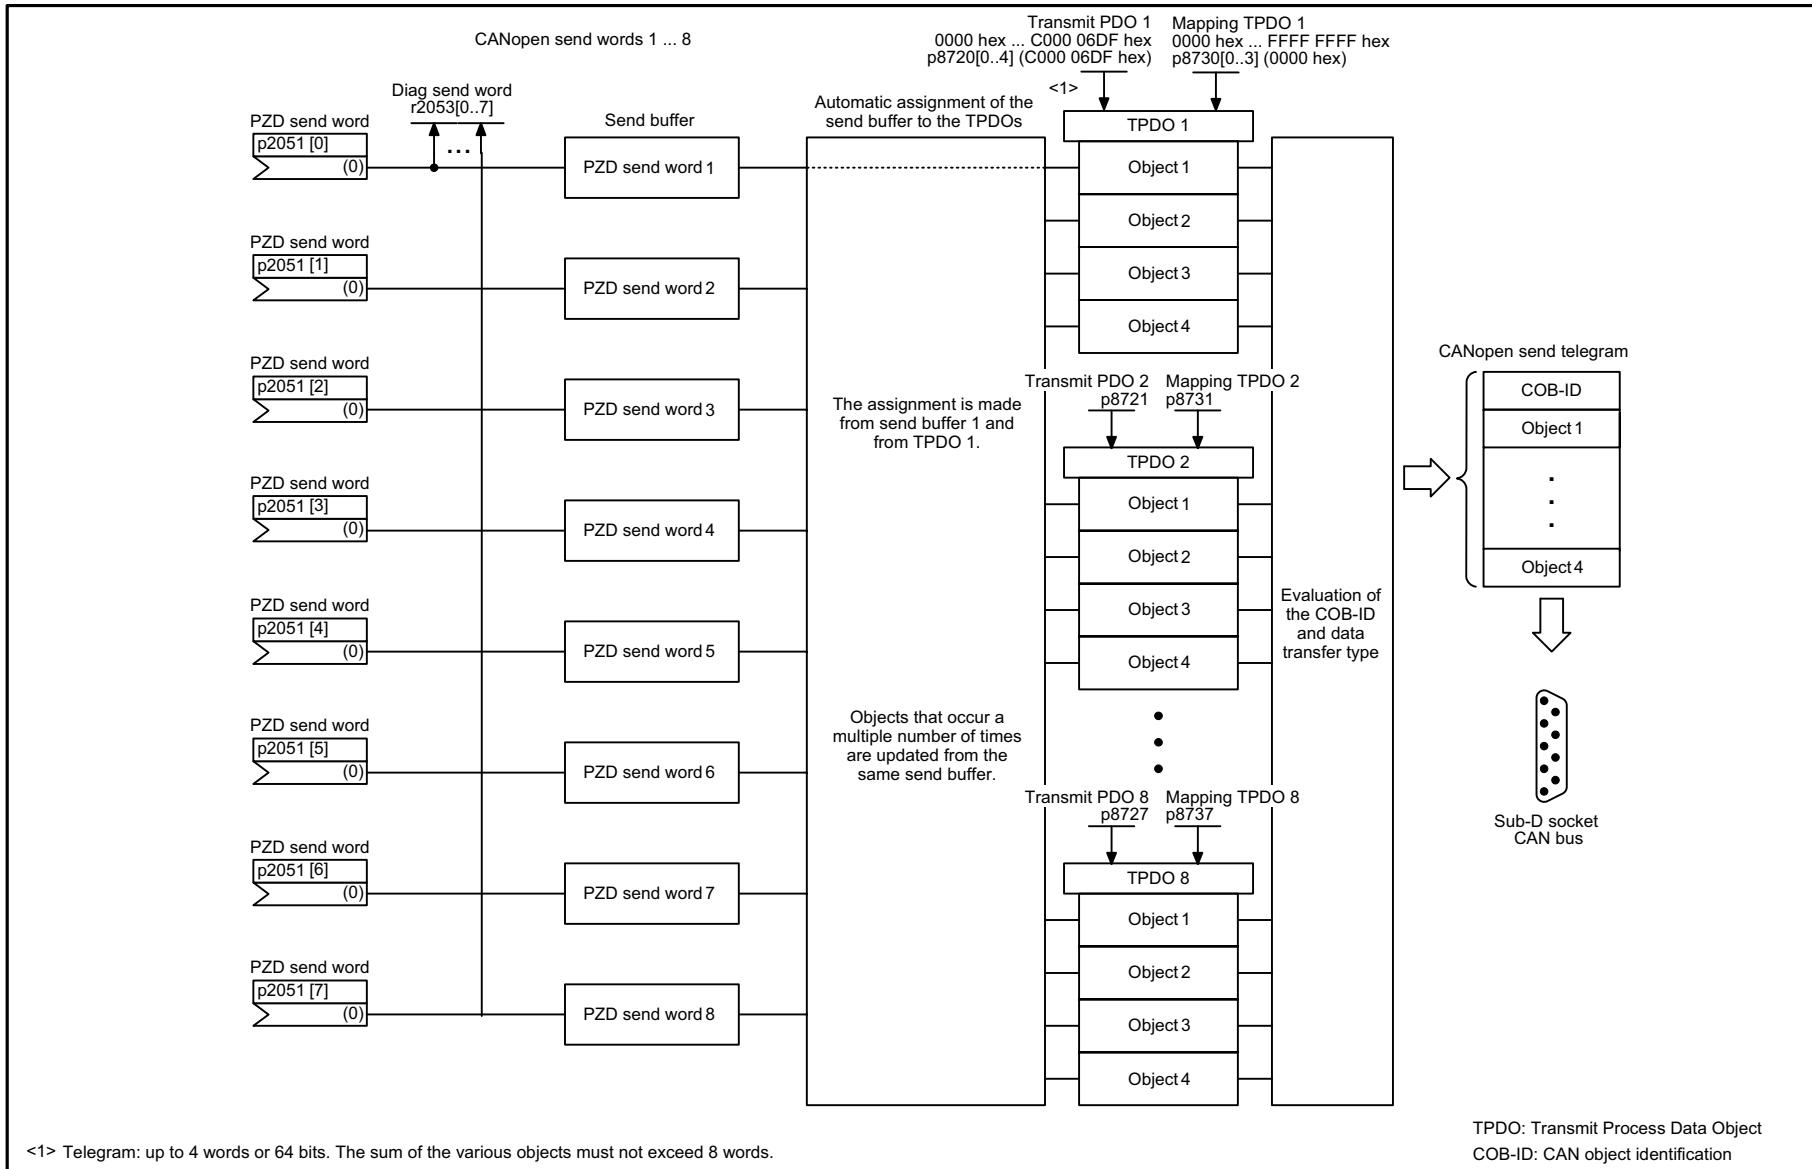 CANopen send words 1 ... 8
Transmit PDO 1
0000 hex ... C000 06DF hex
p8720[0..4] (C000 06DF hex)
Mapping TPDO 1
0000 hex ... FFFF FFFF hex
p8730[0..3] (0000 hex)
<1>
Diag send word
r2053[0..7]
...
Send buffer
Automatic assignment of the
send buffer to the TPDOs
PZD send word
p2051 [0]
(0)
PZD send word 1
PZD send word
p2051 [1]
(0)
PZD send word 2
PZD send word
p2051 [2]
(0)
PZD send word 3
PZD send word
p2051 [3]
(0)
PZD send word 4
PZD send word
p2051 [4]
(0)
PZD send word 5
PZD send word
p2051 [5]
(0)
PZD send word 6
PZD send word
p2051 [6]
(0)
PZD send word 7
PZD send word
p2051 [7]
(0)
PZD send word 8
The assignment is made
from send buffer 1 and
from TPDO 1.
Objects that occur a
multiple number of times
are updated from the
same send buffer.
TPDO 1
Object 1
Object 2
Object 3
Object 4
Transmit PDO 2
p8721
Mapping TPDO 2
p8731
TPDO 2
Object 1
Object 2
Object 3
Object 4
Transmit PDO 8
p8727
Mapping TPDO 8
p8737
TPDO 8
Object 1
Object 2
Object 3
Object 4
Evaluation of
the COB-ID
and data
transfer type
CANopen send telegram
COB-ID
Object 1
.
.
.
Object 4
Sub-D socket
CAN bus
<1> Telegram: up to 4 words or 64 bits. The sum of the various objects must not exceed 8 words.
TPDO: Transmit Process Data Object
COB-ID: CAN object identification